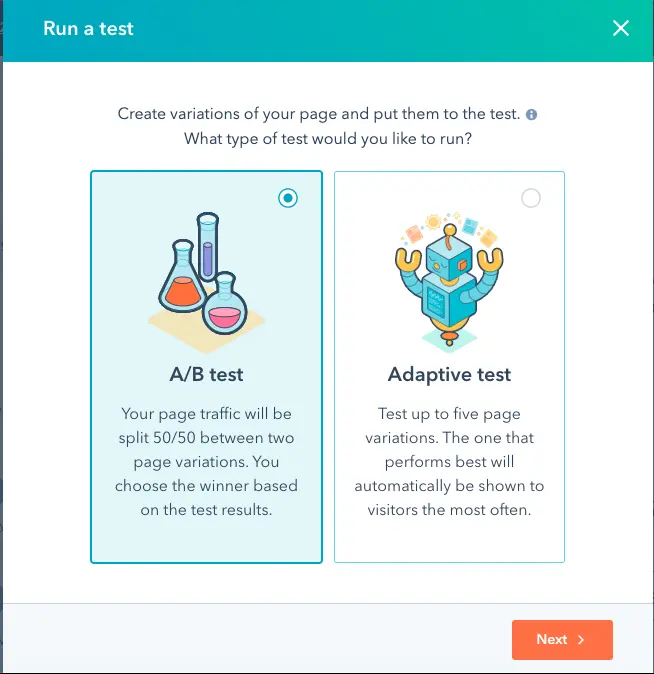 Run a test
Create variations of your page and put them to the test.
What type of test would you like to run?
A/B test
Your page traffic will be
split 50/50 between two
page variations. You
choose the winner based
on the test results.
Adaptive test
Test up to five page
variations. The one that
performs best will
automatically be shown to
visitors the most often.
Next